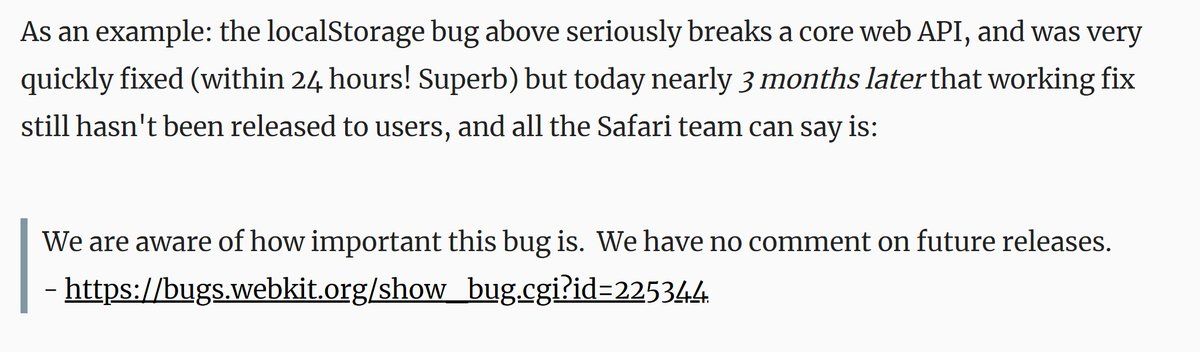 As an example: the localStorage bug above seriously breaks a core web API, and was very
quickly fixed (within 24 hours! Superb) but today nearly 3 months later that working fix
still hasn't been released to users, and all the Safari team can say is:
We are aware of how important this bug is.  We have no comment on future releases.
- https://bugs.webkit.org/show_bug.cgi?id=225344